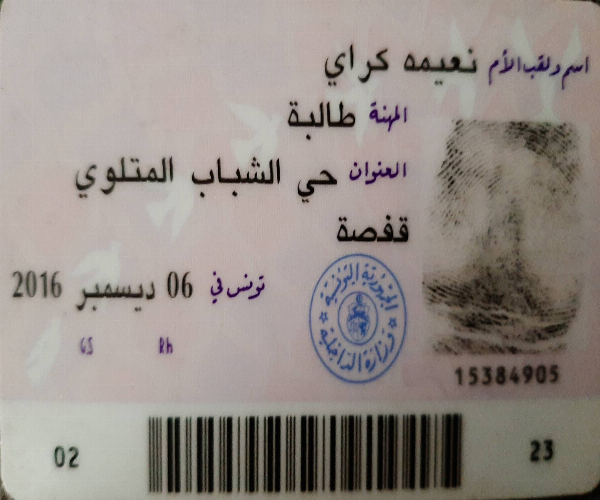 اسم ولقب الأم نعيمه كراي
المهنة طالبة
العنوان حي الشباب المتلوي
قفصة
تونس في 06 ديسمبر 2016
GS Rh
الجمهورية التونسية
وزارة الداخلية
15384905
02 23